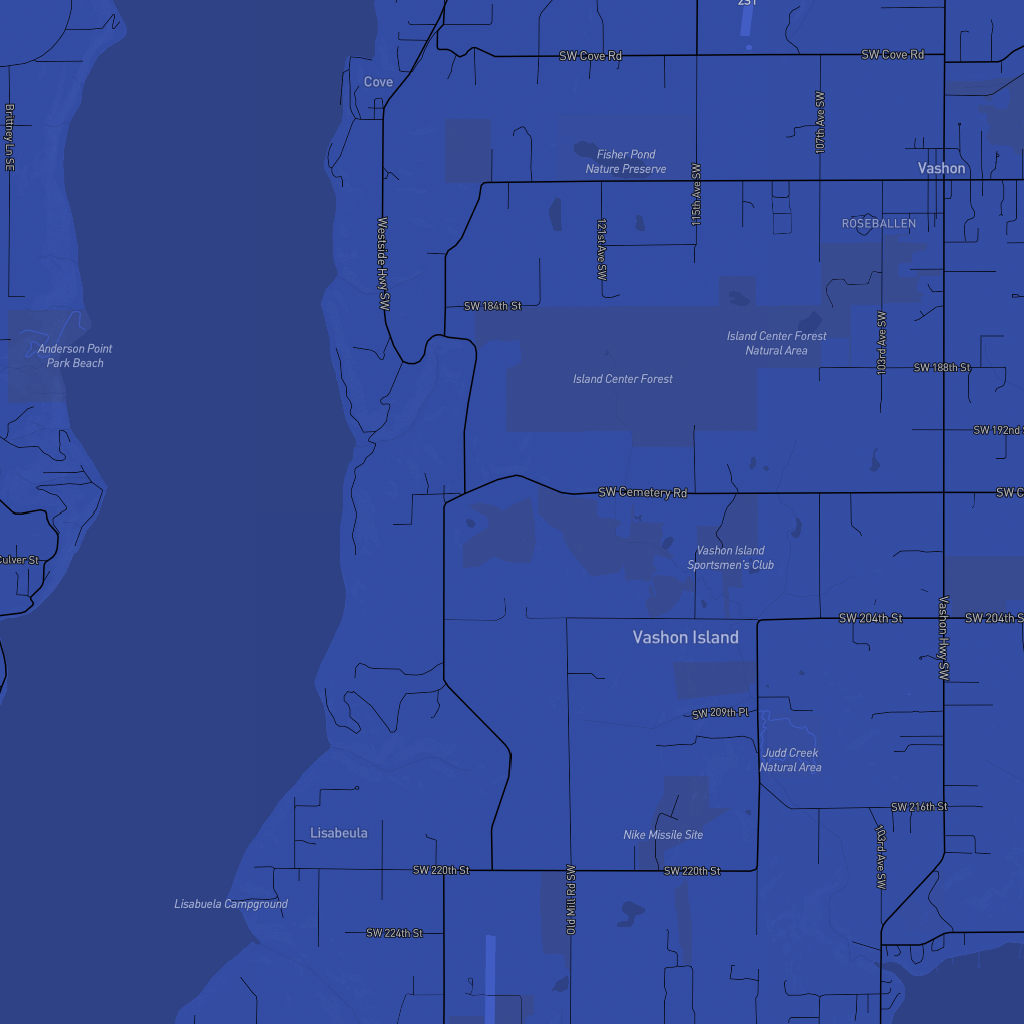 231
SW Cove Rd
SW Cove Rd
Cove
Brittney Ln SE
107th Ave SW
Fisher Pond
Nature Preserve
Vashon
115th Ave SW
Westside Hwy SW
121st Ave SW
ROSEBALLEN
SW 184th St
Anderson Point
Park Beach
Island Center Forest
Natural Area
103rd Ave SW
Island Center Forest
SW 188th St
SW 192nd S
SW Cemetery Rd
SW C
Culver St
Vashon Island
Sportsmen's Club
Vashon Hwy SW
SW 204th St
SW 204th S
Vashon Island
SW 209th Pl
Judd Creek
Natural Area
SW 216th St
Lisabeula
Nike Missile Site
103rd Ave SW
SW 220th St
SW 220th St
Old Mill Rd SW
Lisabuela Campground
SW 224th St